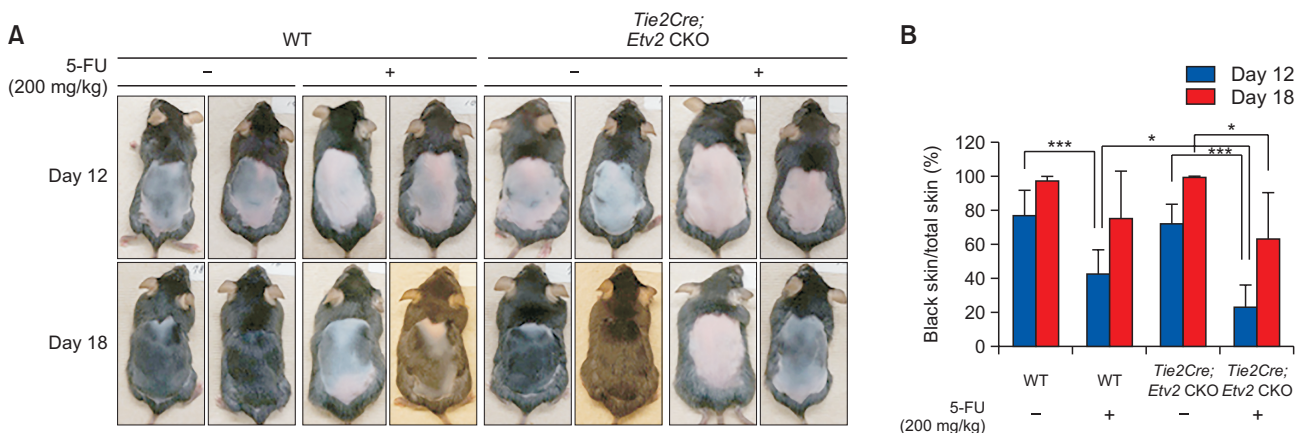 A
WT
Tie2Cre;
Etv2 CKO
5-FU
(200 mg/kg)
– + – +
Day 12
Day 18
B
Day 12
Day 18
Black skin/total skin (%)
120
100
80
60
40
20
0
*** * *** *
WT WT Tie2Cre; Tie2Cre;
Etv2 CKO Etv2 CKO
5-FU
(200 mg/kg)
– + – +